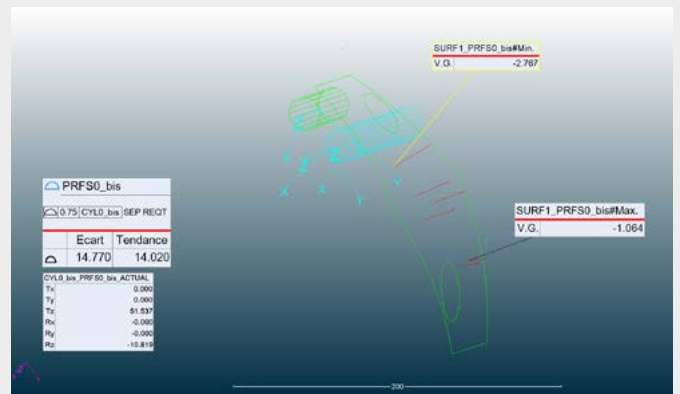 SURF1_PRFS0_bis#Min.
V.G. -2.767
PRFS0_bis
0.75 CYL0_bis SEP REQT
Ecart Tendance
14.770 14.020
SURF1_PRFS0_bis#Max.
V.G. -1.064
CYL0_bis_PRFS0_bis_ACTUAL
Tx 0.000
Ty 0.000
Tz 51.537
Rx -0.000
Ry -0.000
Rz -10.819
Z
Z
Z
X
X
Y
Y
Z
200